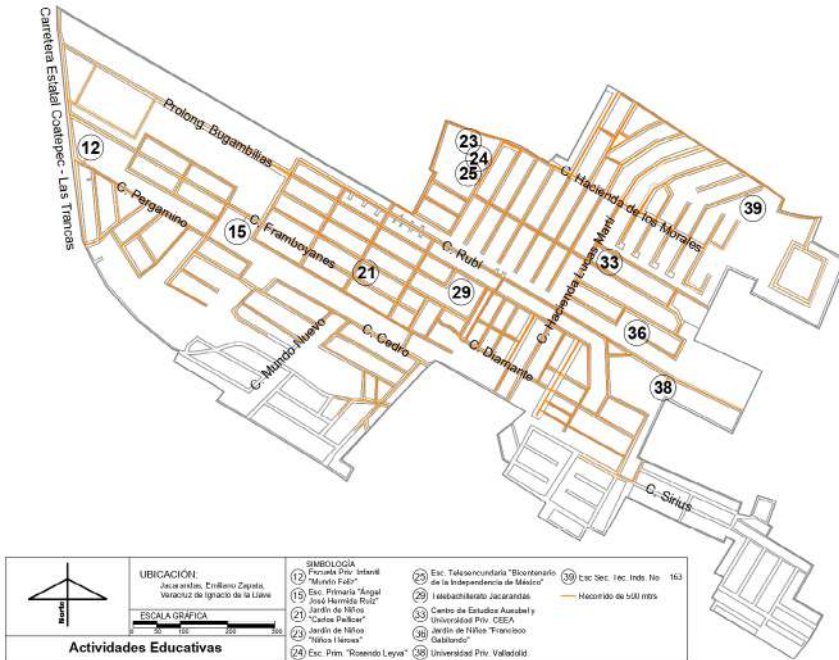 Carretera Estatal Coatepec - Las Trancas
Prolong. Bugambilias
12
C. Pergamino
15
C. Framboyanes
21
C. Mundo Nuevo
C. Cedro
C. Rubí
29
23
24
25
C. Diamante
C. Hacienda Lucas Martí
C. Hacienda de los Morales
33
36
38
39
C. Sirius
Norte
UBICACIÓN:
Jacarandas, Emiliano Zapata,
Veracruz de Ignacio de la Llave
ESCALA GRÁFICA
0 50 100 200 300
Actividades Educativas
SIMBOLOGÍA
12 Escuela Priv. Infantil
"Mundo Feliz"
15 Esc. Primaria "Ángel
José Hermida Ruiz"
21 Jardín de Niños
"Carlos Pellicer"
23 Jardín de Niños
"Niños Héroes"
24 Esc. Prim. "Rosendo Leyva"
25 Esc. Telesecundaria "Bicentenario
de la Independencia de México"
29 Telebachillerato Jacarandas
33 Centro de Estudios Ausubel y
Universidad Priv. CEEA
36 Jardín de Niños "Francisco
Gabilondo"
38 Universidad Priv. Valladolid
39 Esc Sec. Téc. Inds. No 163
Recorrido de 500 mtrs